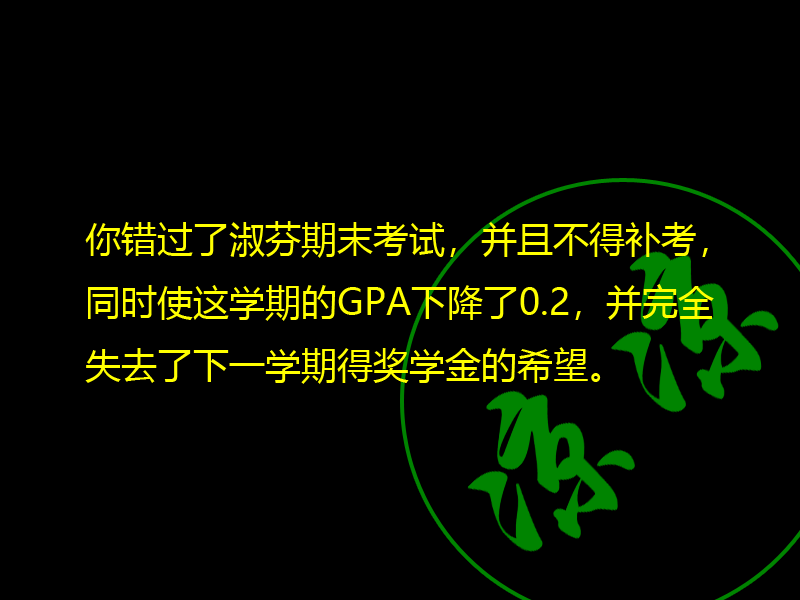 你错过了淑芬期末考试，并且不得补考，
同时使这学期的GPA下降了0.2，并完全
失去了下一学期得奖学金的希望。